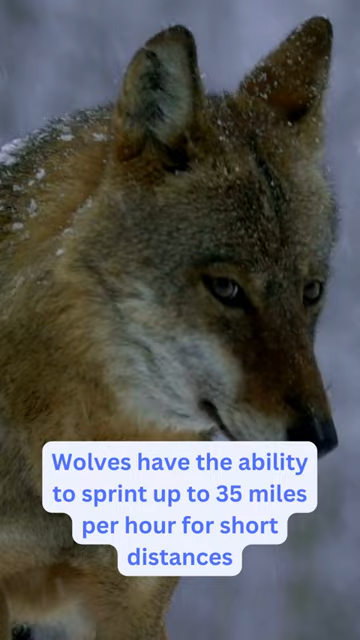 Wolves have the ability
to sprint up to 35 miles
per hour for short
distances